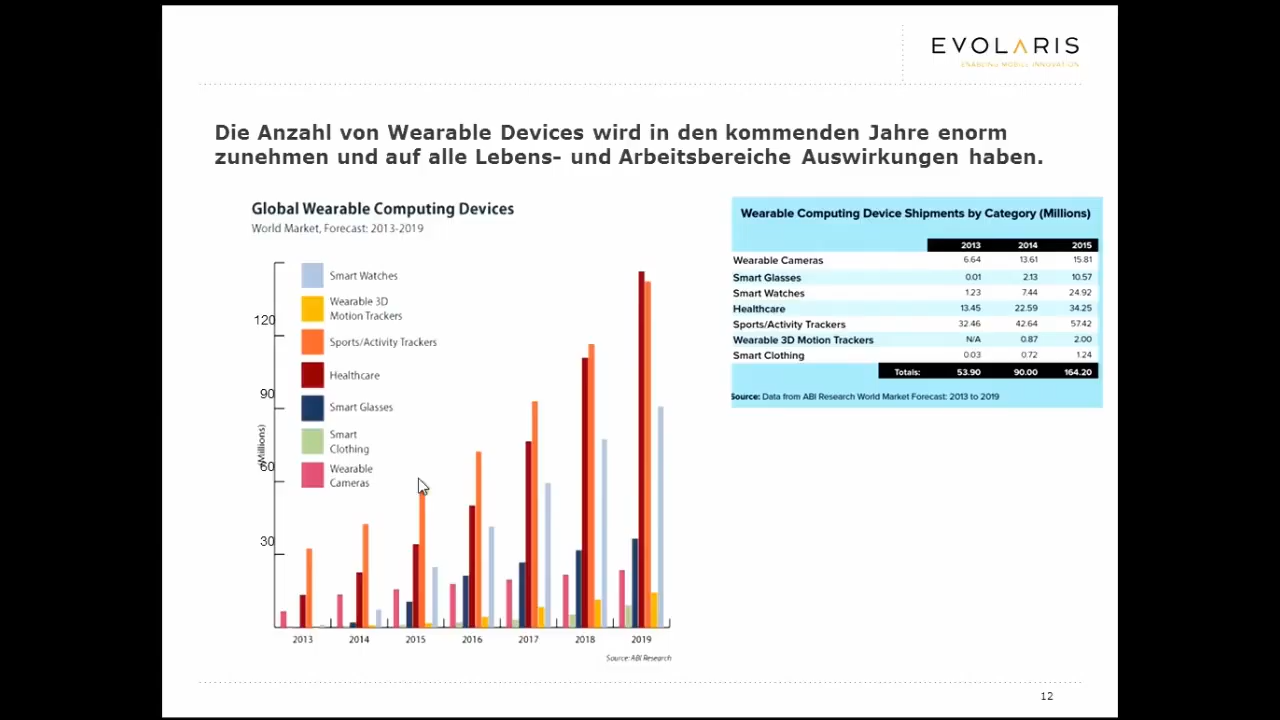 EVOLARIS
ENABLING MOBILE INNOVATION
Die Anzahl von Wearable Devices wird in den kommenden Jahre enorm
zunehmen und auf alle Lebens- und Arbeitsbereiche Auswirkungen haben.
Global Wearable Computing Devices
World Market, Forecast: 2013-2019
Smart Watches
Wearable 3D
Motion Trackers
Sports/Activity Trackers
Healthcare
Smart Glasses
Smart
Clothing
Wearable
Cameras
120
90
(Millions)
60
30
2013 2014 2015 2016 2017 2018 2019
Source: ABI Research
Wearable Computing Device Shipments by Category (Millions)
2013 2014 2015
Wearable Cameras 6.64 13.61 15.81
Smart Glasses 0.01 2.13 10.57
Smart Watches 1.23 7.44 24.92
Healthcare 13.45 22.59 34.25
Sports/Activity Trackers 32.46 42.64 57.42
Wearable 3D Motion Trackers N/A 0.87 2.00
Smart Clothing 0.03 0.72 1.24
Totals: 53.90 90.00 164.20
Source: Data from ABI Research World Market Forecast: 2013 to 2019
12